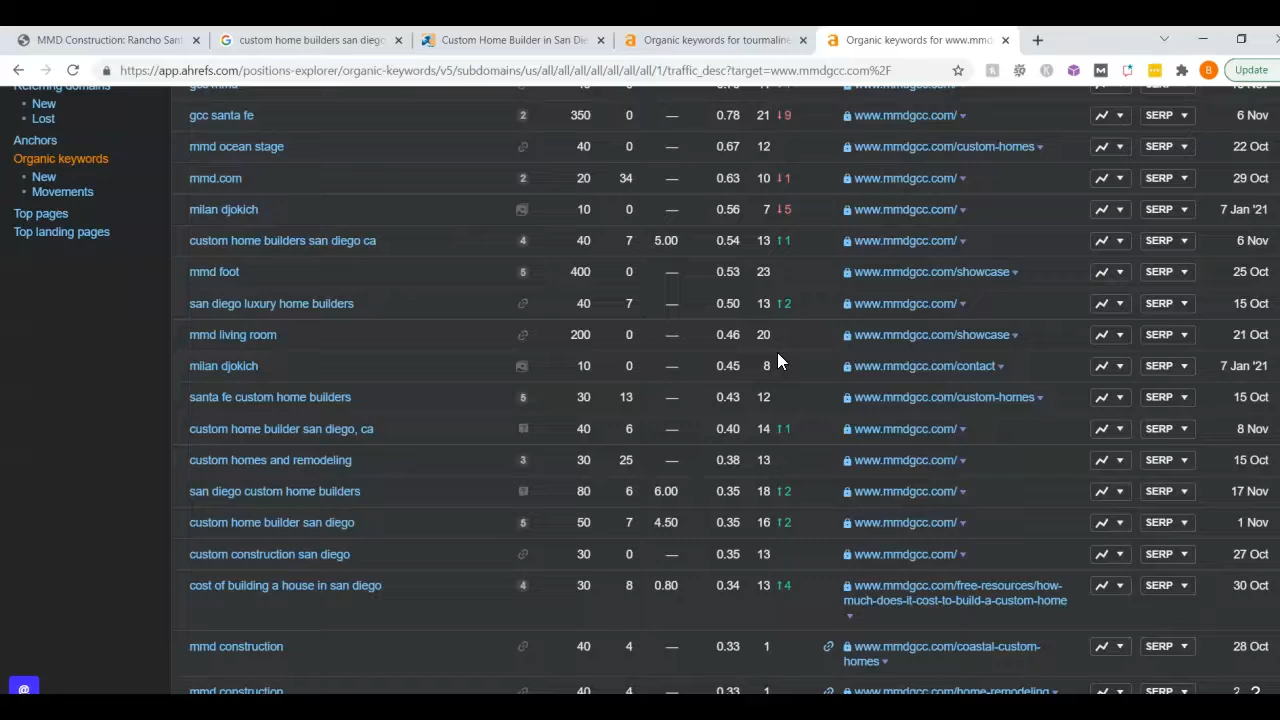 MMD Construction: Rancho Sant
custom home builders san diego
Custom Home Builder in San Die
Organic keywords for tourmaline
Organic keywords for www.mmd
https://app.ahrefs.com/positions-explorer/organic-keywords/v5/subdomains/us/all/all/all/all/all/all/all/1/traffic_desc?target=www.mmdgcc.com%2F
B
Update
Referring domains
New
Lost
Anchors
Organic keywords
New
Movements
Top pages
Top landing pages
gcc santa fe 2 350 0 — 0.78 21 ↓9 www.mmdgcc.com/ SERP 6 Nov
mmd ocean stage 40 0 — 0.67 12 www.mmdgcc.com/custom-homes SERP 22 Oct
mmd.com 2 20 34 — 0.63 10 ↓1 www.mmdgcc.com/ SERP 29 Oct
milan djokich 10 0 — 0.56 7 ↓5 www.mmdgcc.com/ SERP 7 Jan '21
custom home builders san diego ca 4 40 7 5.00 0.54 13 ↑1 www.mmdgcc.com/ SERP 6 Nov
mmd foot 5 400 0 — 0.53 23 www.mmdgcc.com/showcase SERP 25 Oct
san diego luxury home builders 40 7 — 0.50 13 ↑2 www.mmdgcc.com/ SERP 15 Oct
mmd living room 200 0 — 0.46 20 www.mmdgcc.com/showcase SERP 21 Oct
milan djokich 10 0 — 0.45 8 www.mmdgcc.com/contact SERP 7 Jan '21
santa fe custom home builders 5 30 13 — 0.43 12 www.mmdgcc.com/custom-homes SERP 15 Oct
custom home builder san diego, ca 40 6 — 0.40 14 ↑1 www.mmdgcc.com/ SERP 8 Nov
custom homes and remodeling 3 30 25 — 0.38 13 www.mmdgcc.com/ SERP 15 Oct
san diego custom home builders 80 6 6.00 0.35 18 ↑2 www.mmdgcc.com/ SERP 17 Nov
custom home builder san diego 5 50 7 4.50 0.35 16 ↑2 www.mmdgcc.com/ SERP 1 Nov
custom construction san diego 30 0 — 0.35 13 www.mmdgcc.com/ SERP 27 Oct
cost of building a house in san diego 4 30 8 0.80 0.34 13 ↑4 www.mmdgcc.com/free-resources/how-
much-does-it-cost-to-build-a-custom-home SERP 30 Oct
mmd construction 40 4 — 0.33 1 www.mmdgcc.com/coastal-custom-
homes SERP 28 Oct
mmd construction 40 4 — 0.33 1 www.mmdgcc.com/home-remodeling SERP
@
?